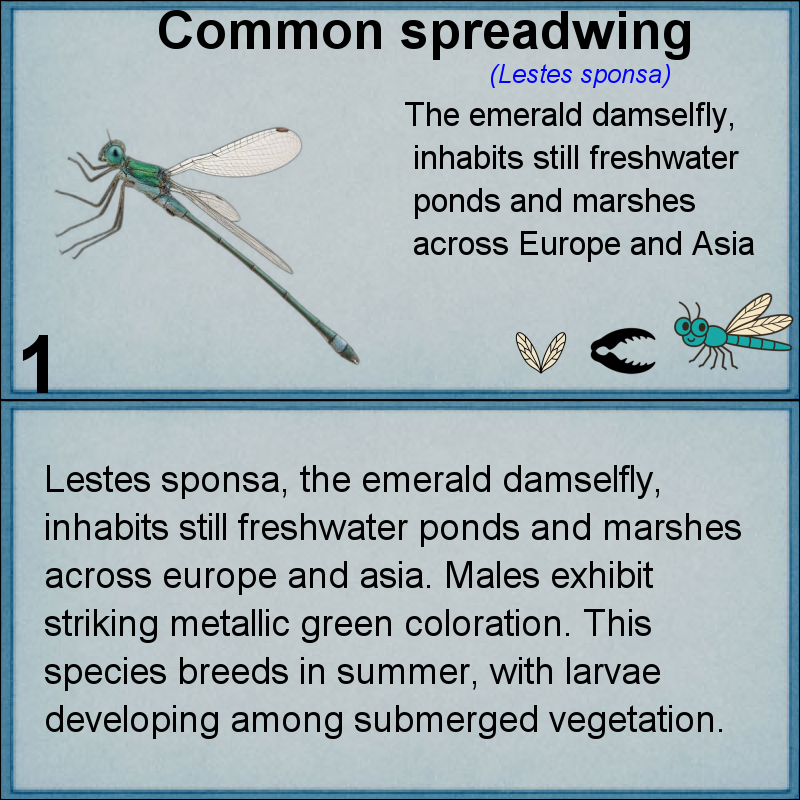 Common spreadwing
(Lestes sponsa)
The emerald damselfly,
inhabits still freshwater
ponds and marshes
across Europe and Asia
1
Lestes sponsa, the emerald damselfly,
inhabits still freshwater ponds and marshes
across europe and asia. Males exhibit
striking metallic green coloration. This
species breeds in summer, with larvae
developing among submerged vegetation.